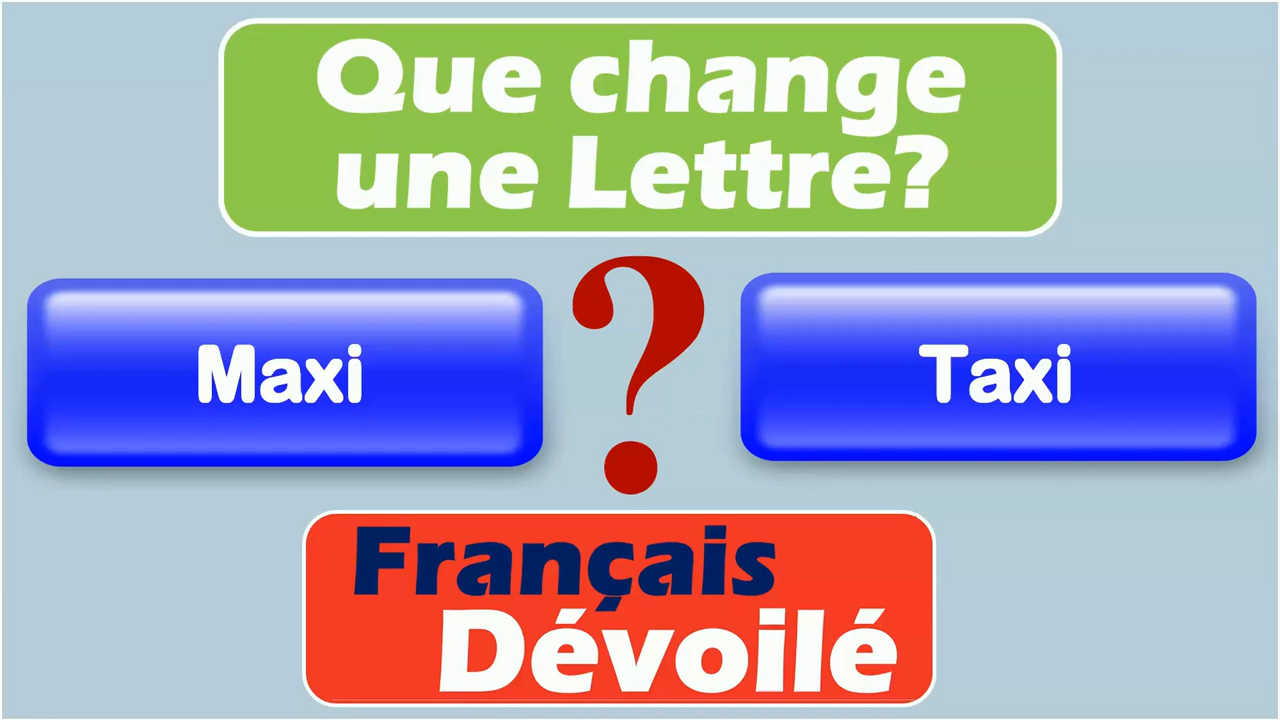 Que change
une Lettre?
Maxi
?
Taxi
Français
Dévoilé